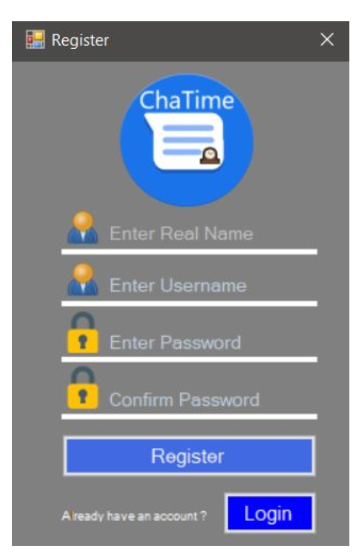 Register
ChaTime
Enter Real Name
Enter Username
Enter Password
Confirm Password
Register
Already have an account ?
Login